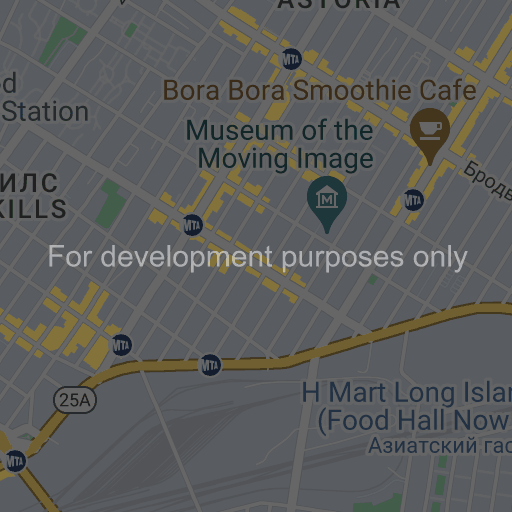 ASTORIA
MTA
Bora Bora Smoothie Cafe
Station
Museum of the
Moving Image
M
Бродв
ИЛС
KILLS
MTA
MTA
For development purposes only
MTA
MTA
25A
H Mart Long Islan
(Food Hall Now
Азиатский гас
MTA